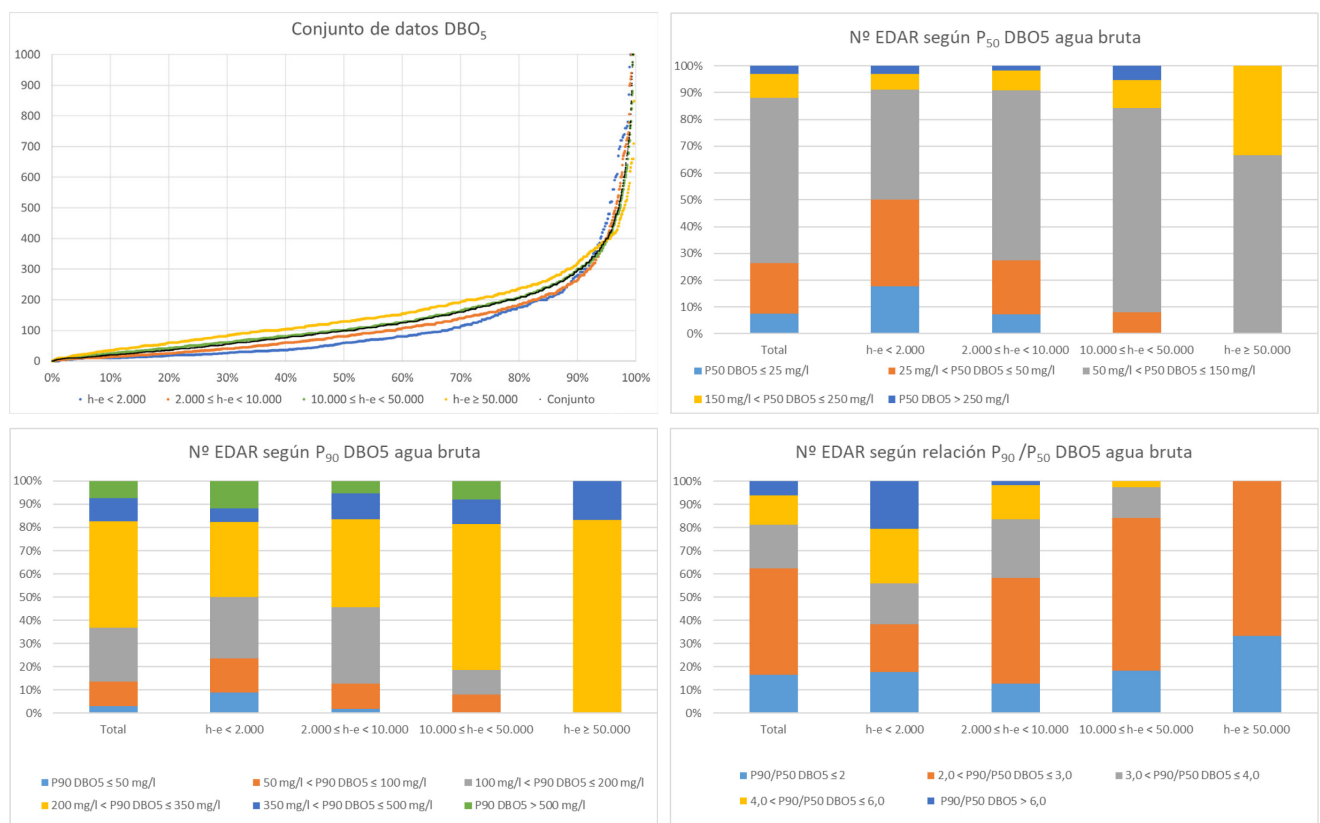 Conjunto de datos DBO₅
1000
900
800
700
600
500
400
300
200
100
0
0% 10% 20% 30% 40% 50% 60% 70% 80% 90% 100%
h-e < 2.000 2.000 ≤ h-e < 10.000 10.000 ≤ h-e < 50.000 h-e ≥ 50.000 Conjunto
Nº EDAR según P₅₀ DBO5 agua bruta
100%
90%
80%
70%
60%
50%
40%
30%
20%
10%
0%
Total h-e < 2.000 2.000 ≤ h-e < 10.000 10.000 ≤ h-e < 50.000 h-e ≥ 50.000
P50 DBO5 ≤ 25 mg/l 25 mg/l < P50 DBO5 ≤ 50 mg/l 50 mg/l < P50 DBO5 ≤ 150 mg/l
150 mg/l < P50 DBO5 ≤ 250 mg/l P50 DBO5 > 250 mg/l
Nº EDAR según P₉₀ DBO5 agua bruta
100%
90%
80%
70%
60%
50%
40%
30%
20%
10%
0%
Total h-e < 2.000 2.000 ≤ h-e < 10.000 10.000 ≤ h-e < 50.000 h-e ≥ 50.000
P90 DBO5 ≤ 50 mg/l 50 mg/l < P90 DBO5 ≤ 100 mg/l 100 mg/l < P90 DBO5 ≤ 200 mg/l
200 mg/l < P90 DBO5 ≤ 350 mg/l 350 mg/l < P90 DBO5 ≤ 500 mg/l P90 DBO5 > 500 mg/l
Nº EDAR según relación P₉₀ /P₅₀ DBO5 agua bruta
100%
90%
80%
70%
60%
50%
40%
30%
20%
10%
0%
Total h-e < 2.000 2.000 ≤ h-e < 10.000 10.000 ≤ h-e < 50.000 h-e ≥ 50.000
P90/P50 DBO5 ≤ 2 2,0 < P90/P50 DBO5 ≤ 3,0 3,0 < P90/P50 DBO5 ≤ 4,0
4,0 < P90/P50 DBO5 ≤ 6,0 P90/P50 DBO5 > 6,0